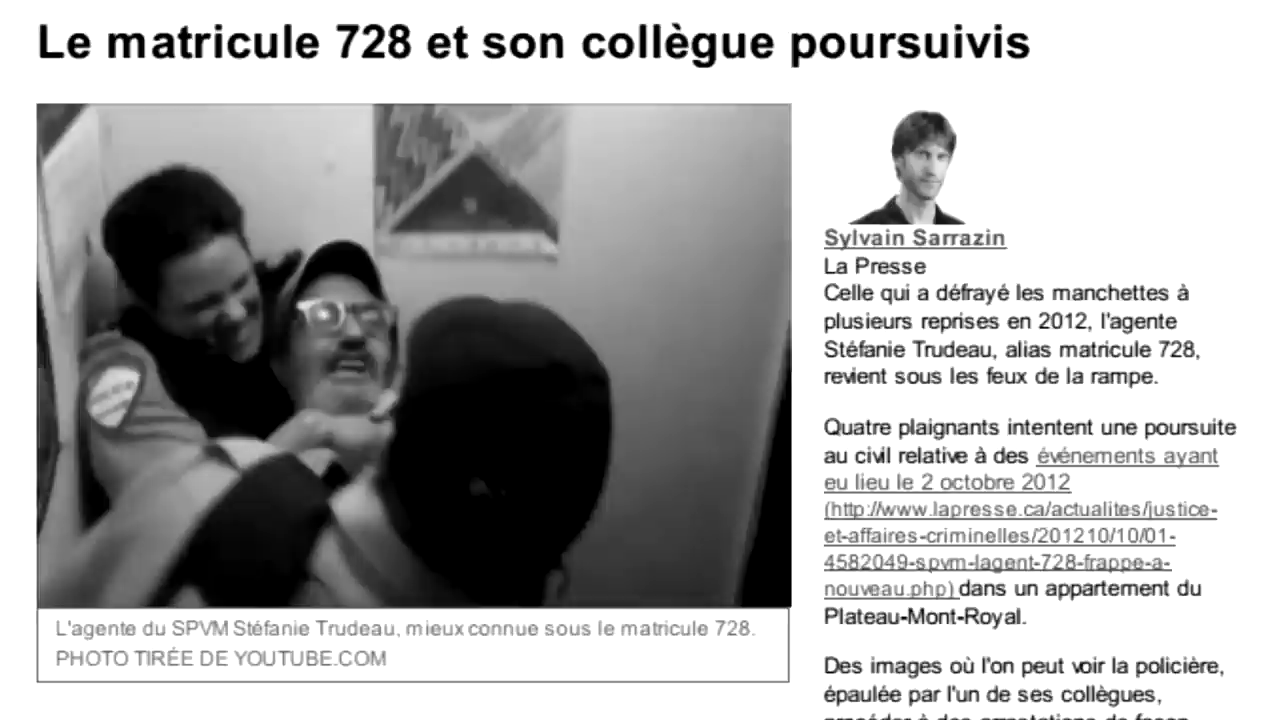 Le matricule 728 et son collègue poursuivis
L'agente du SPVM Stéfanie Trudeau, mieux connue sous le matricule 728.
PHOTO TIRÉE DE YOUTUBE.COM
Sylvain Sarrazin
La Presse
Celle qui a défrayé les manchettes à
plusieurs reprises en 2012, l'agente
Stéfanie Trudeau, alias matricule 728,
revient sous les feux de la rampe.
Quatre plaignants intentent une poursuite
au civil relative à des événements ayant
eu lieu le 2 octobre 2012
(http://www.lapresse.ca/actualites/justice-
et-affaires-criminelles/201210/10/01-
4582049-spvm-lagent-728-frappe-a-
nouveau.php) dans un appartement du
Plateau-Mont-Royal.
Des images où l'on peut voir la policière,
épaulée par l'un de ses collègues,